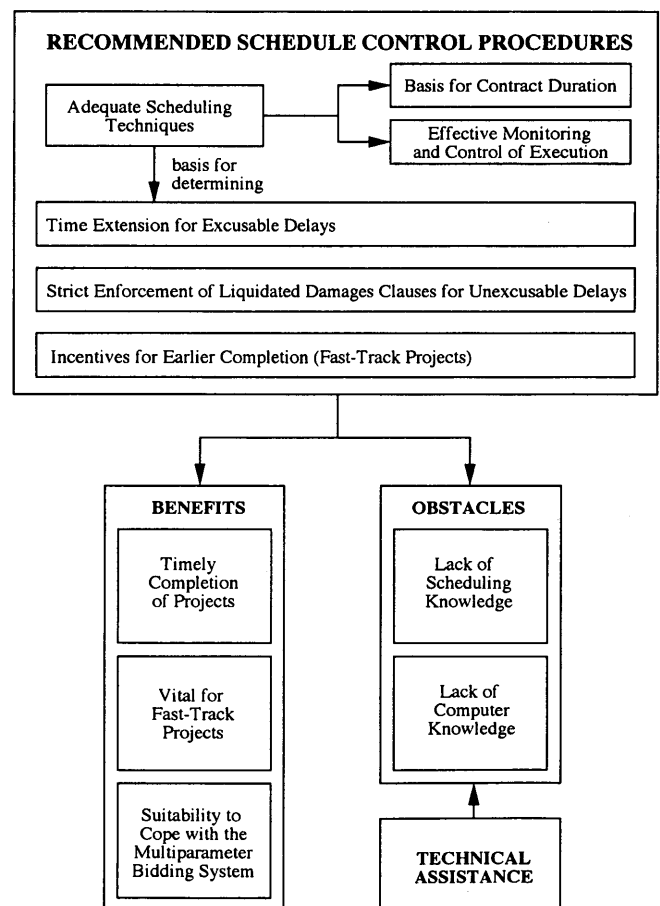 RECOMMENDED SCHEDULE CONTROL PROCEDURES
Adequate Scheduling
Techniques
Basis for Contract Duration
Effective Monitoring
and Control of Execution
basis for
determining
Time Extension for Excusable Delays
Strict Enforcement of Liquidated Damages Clauses for Unexcusable Delays
Incentives for Earlier Completion (Fast-Track Projects)
BENEFITS
Timely
Completion
of Projects
Vital for
Fast-Track
Projects
Suitability to
Cope with the
Multiparameter
Bidding System
OBSTACLES
Lack of
Scheduling
Knowledge
Lack of
Computer
Knowledge
TECHNICAL
ASSISTANCE